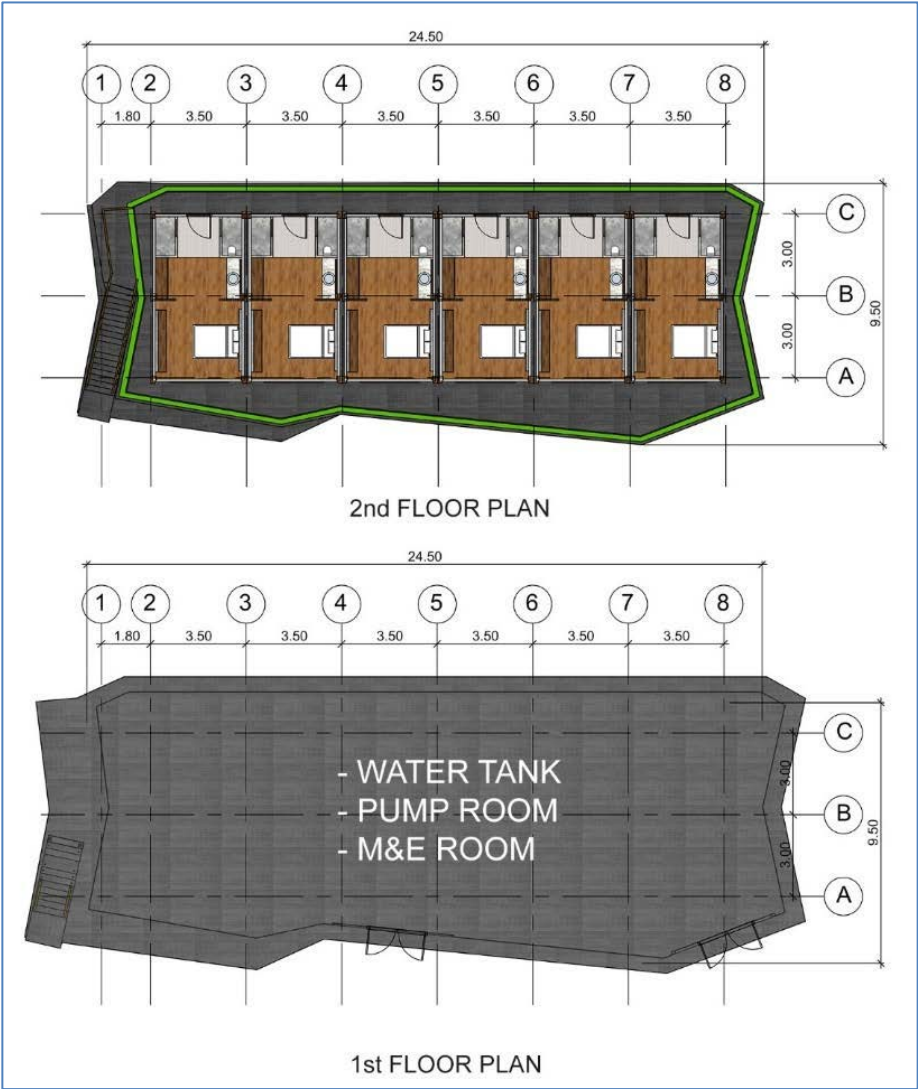 24.50
1 2 3 4 5 6 7 8
1.80 3.50 3.50 3.50 3.50 3.50 3.50
C
3.00
B
9.50
3.00
A
2nd FLOOR PLAN
24.50
1 2 3 4 5 6 7 8
1.80 3.50 3.50 3.50 3.50 3.50 3.50
C
- WATER TANK
3.00
- PUMP ROOM
B
9.50
- M&E ROOM
3.00
A
1st FLOOR PLAN